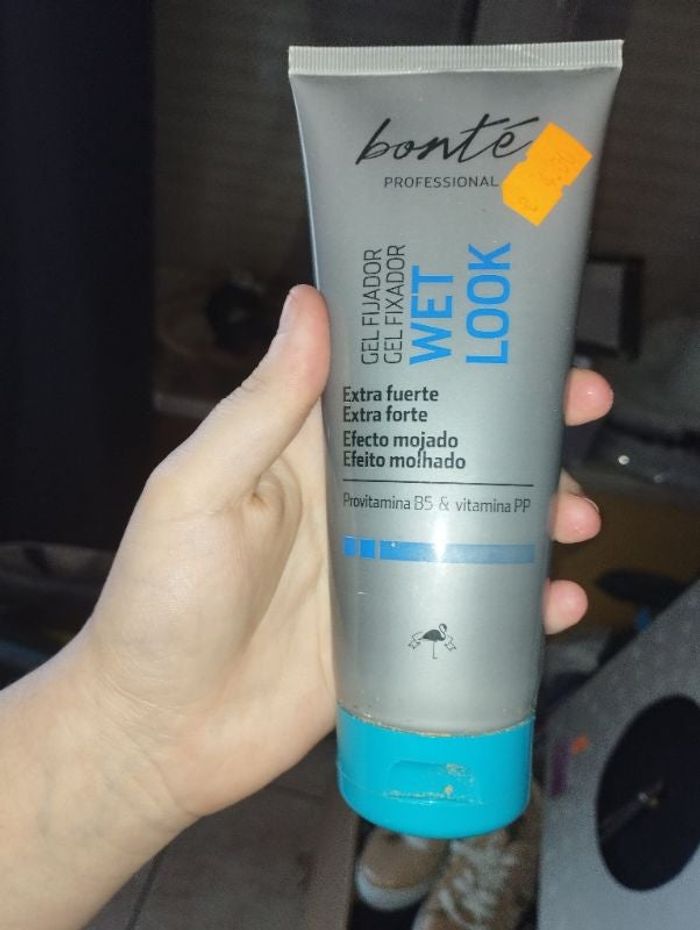 bonté
PROFESSIONAL
GEL FIJADOR
GEL FIXADOR
WET
LOOK
Extra fuerte
Extra forte
Efecto mojado
Efeito molhado
Provitamina B5 & vitamina PP